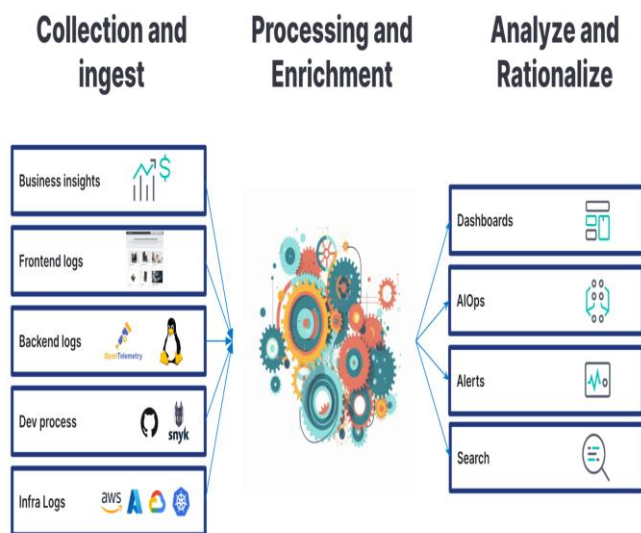 Collection and
ingest
Processing and
Enrichment
Analyze and
Rationalize
Business insights
Frontend logs
Backend logs
OpenTelemetry
Dev process
snyk
Infra Logs
aws
Dashboards
AIOps
Alerts
Search